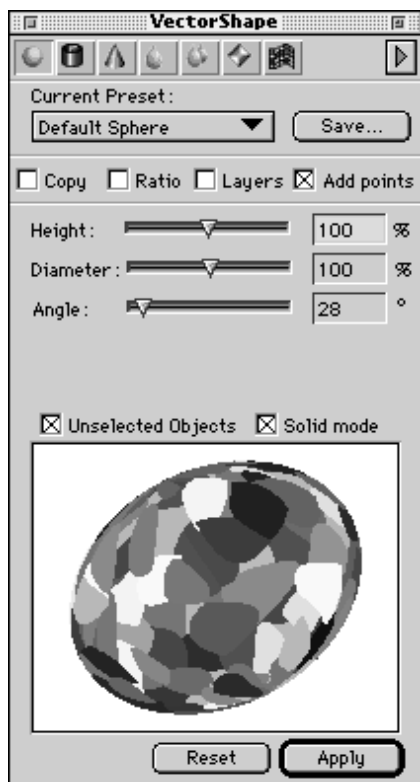 VectorShape
Current Preset:
Default Sphere
Save...
Copy
Ratio
Layers
Add points
Height: 100 %
Diameter: 100 %
Angle: 28 °
Unselected Objects
Solid mode
Reset
Apply